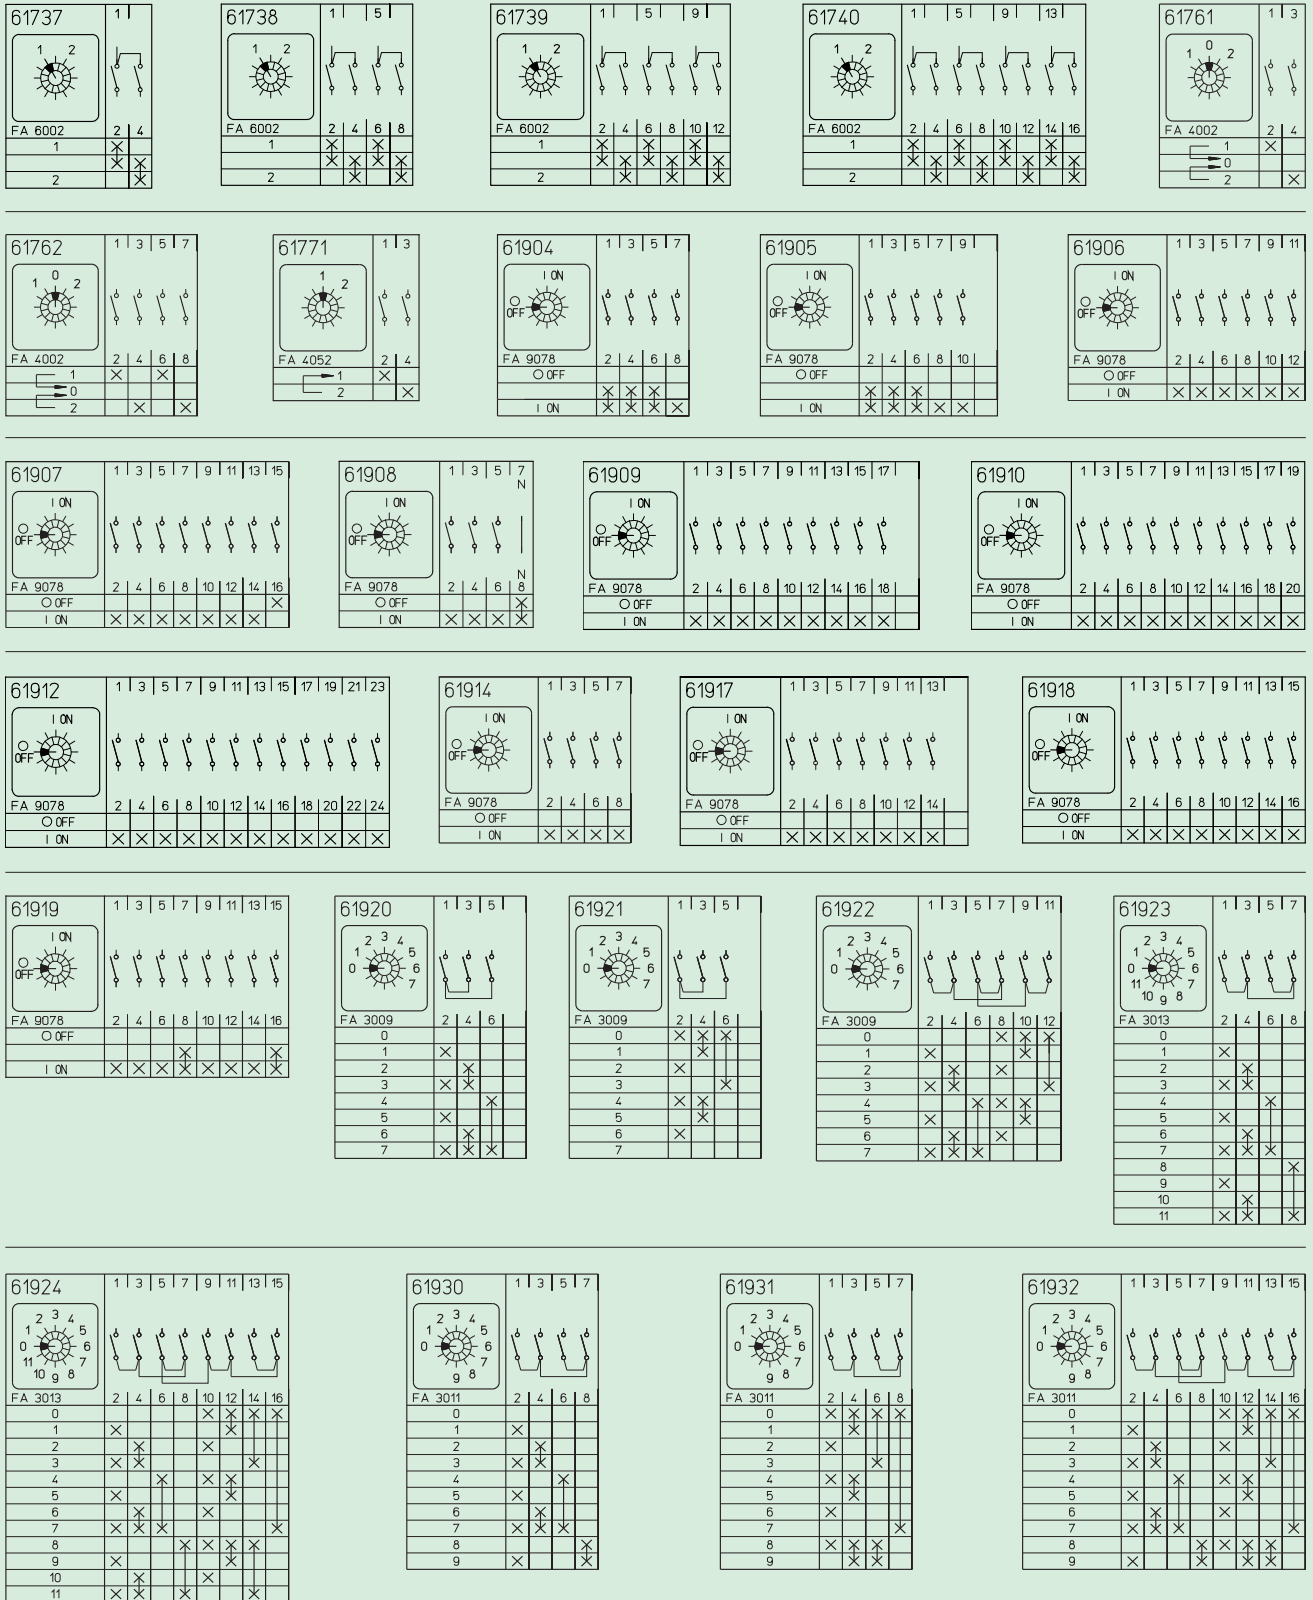 61737 1
1 2
FA 6002 2 4
1
2
61738 1 5
1 2
FA 6002 2 4 6 8
1
2
61739 1 5 9
1 2
FA 6002 2 4 6 8 10 12
1
2
61740 1 5 9 13
1 2
FA 6002 2 4 6 8 10 12 14 16
1
2
61761 1 3
0
1 2
FA 4002 2 4
1
0
2
61762 1 3 5 7
0
1 2
FA 4002 2 4 6 8
1
0
2
61771 1 3
1
2
FA 4052 2 4
1
2
61904 1 3 5 7
I ON
O
OFF
FA 9078 2 4 6 8
O OFF
I ON
61905 1 3 5 7 9
I ON
O
OFF
FA 9078 2 4 6 8 10
O OFF
I ON
61906 1 3 5 7 9 11
I ON
O
OFF
FA 9078 2 4 6 8 10 12
O OFF
I ON
61907 1 3 5 7 9 11 13 15
I ON
O
OFF
FA 9078 2 4 6 8 10 12 14 16
O OFF
I ON
61908 1 3 5 7
N
I ON
O
OFF
N
FA 9078 2 4 6 8
O OFF
I ON
61909 1 3 5 7 9 11 13 15 17
I ON
O
OFF
FA 9078 2 4 6 8 10 12 14 16 18
O OFF
I ON
61910 1 3 5 7 9 11 13 15 17 19
I ON
O
OFF
FA 9078 2 4 6 8 10 12 14 16 18 20
O OFF
I ON
61912 1 3 5 7 9 11 13 15 17 19 21 23
I ON
O
OFF
FA 9078 2 4 6 8 10 12 14 16 18 20 22 24
O OFF
I ON
61914 1 3 5 7
I ON
O
OFF
FA 9078 2 4 6 8
O OFF
I ON
61917 1 3 5 7 9 11 13
I ON
O
OFF
FA 9078 2 4 6 8 10 12 14
O OFF
I ON
61918 1 3 5 7 9 11 13 15
I ON
O
OFF
FA 9078 2 4 6 8 10 12 14 16
O OFF
I ON
61919 1 3 5 7 9 11 13 15
I ON
O
OFF
FA 9078 2 4 6 8 10 12 14 16
O OFF
I ON
61920 1 3 5
2 3 4
1 5
0 6
7
FA 3009 2 4 6
0
1
2
3
4
5
6
7
61921 1 3 5
2 3 4
1 5
0 6
7
FA 3009 2 4 6
0
1
2
3
4
5
6
7
61922 1 3 5 7 9 11
2 3 4
1 5
0 6
7
FA 3009 2 4 6 8 10 12
0
1
2
3
4
5
6
7
61923 1 3 5 7
2 3 4
1 5
0 6
11 7
10 9 8
FA 3013 2 4 6 8
0
1
2
3
4
5
6
7
8
9
10
11
61924 1 3 5 7 9 11 13 15
2 3 4
1 5
0 6
11 7
10 9 8
FA 3013 2 4 6 8 10 12 14 16
0
1
2
3
4
5
6
7
8
9
10
11
61930 1 3 5 7
2 3 4
1 5
0 6
7
9 8
FA 3011 2 4 6 8
0
1
2
3
4
5
6
7
8
9
61931 1 3 5 7
2 3 4
1 5
0 6
7
9 8
FA 3011 2 4 6 8
0
1
2
3
4
5
6
7
8
9
61932 1 3 5 7 9 11 13 15
2 3 4
1 5
0 6
7
9 8
FA 3011 2 4 6 8 10 12 14 16
0
1
2
3
4
5
6
7
8
9